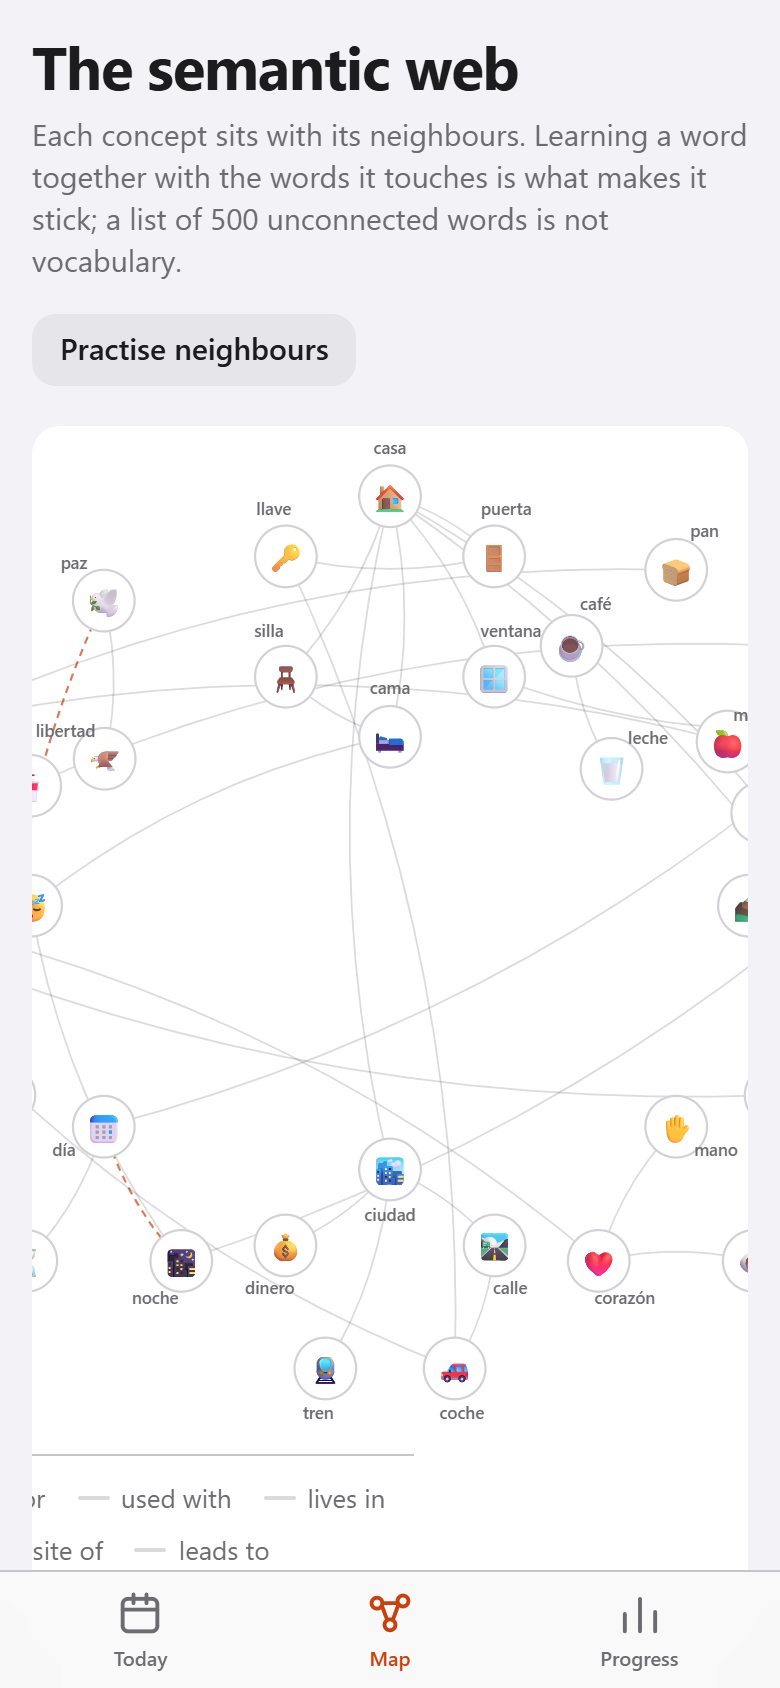 The semantic web
Each concept sits with its neighbours. Learning a word
together with the words it touches is what makes it
stick; a list of 500 unconnected words is not
vocabulary.
Practise neighbours
casa
llave
puerta
pan
paz
café
silla
ventana
cama
m
libertad
leche
día
mano
ciudad
dinero
calle
noche
corazón
tren
coche
used with
lives in
site of
leads to
Today
Map
Progress